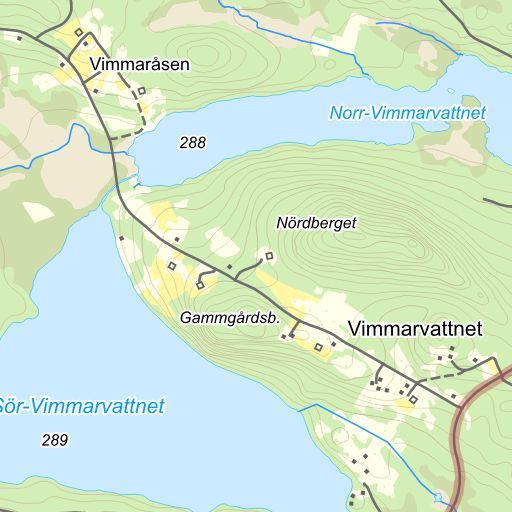 Vimmaråsen
Norr-Vimmarvattnet
288
Nördberget
Gammgårdsb.
Vimmarvattnet
Sör-Vimmarvattnet
289